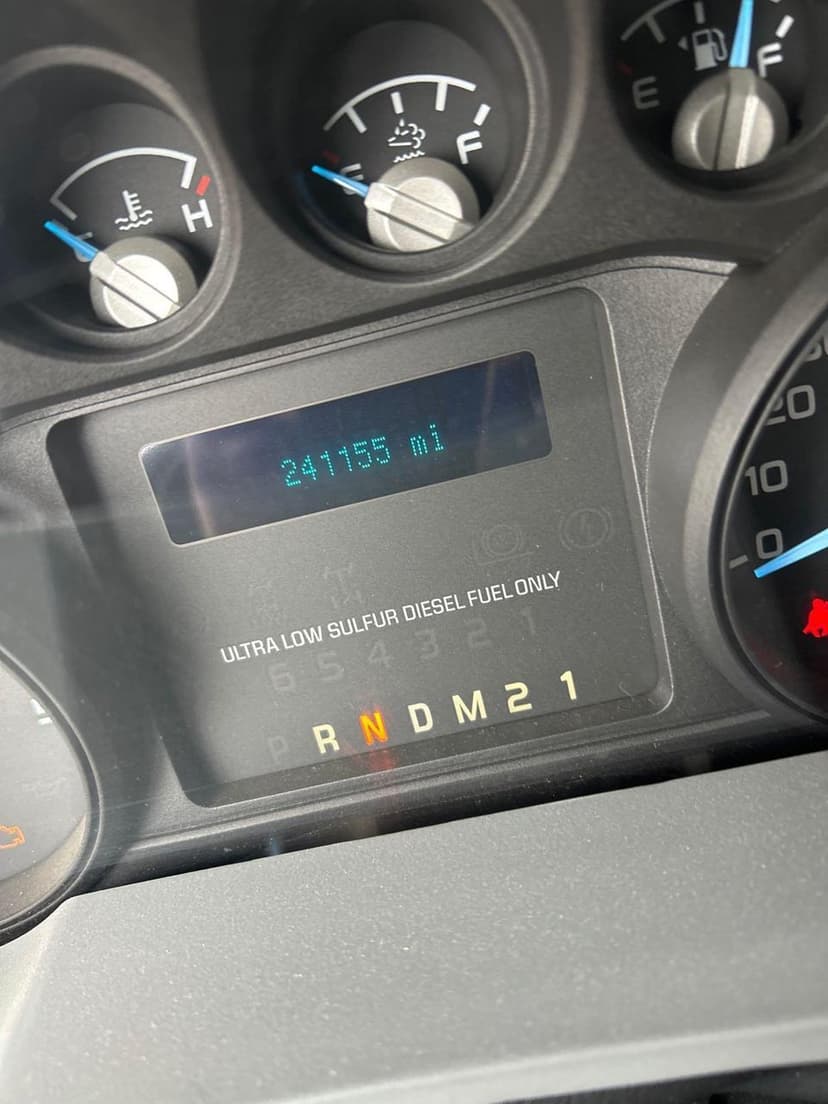 H
E F
E F
241155 mi
20
10
0
ULTRA LOW SULFUR DIESEL FUEL ONLY
6 5 4 3 2 1
P R N D M 2 1